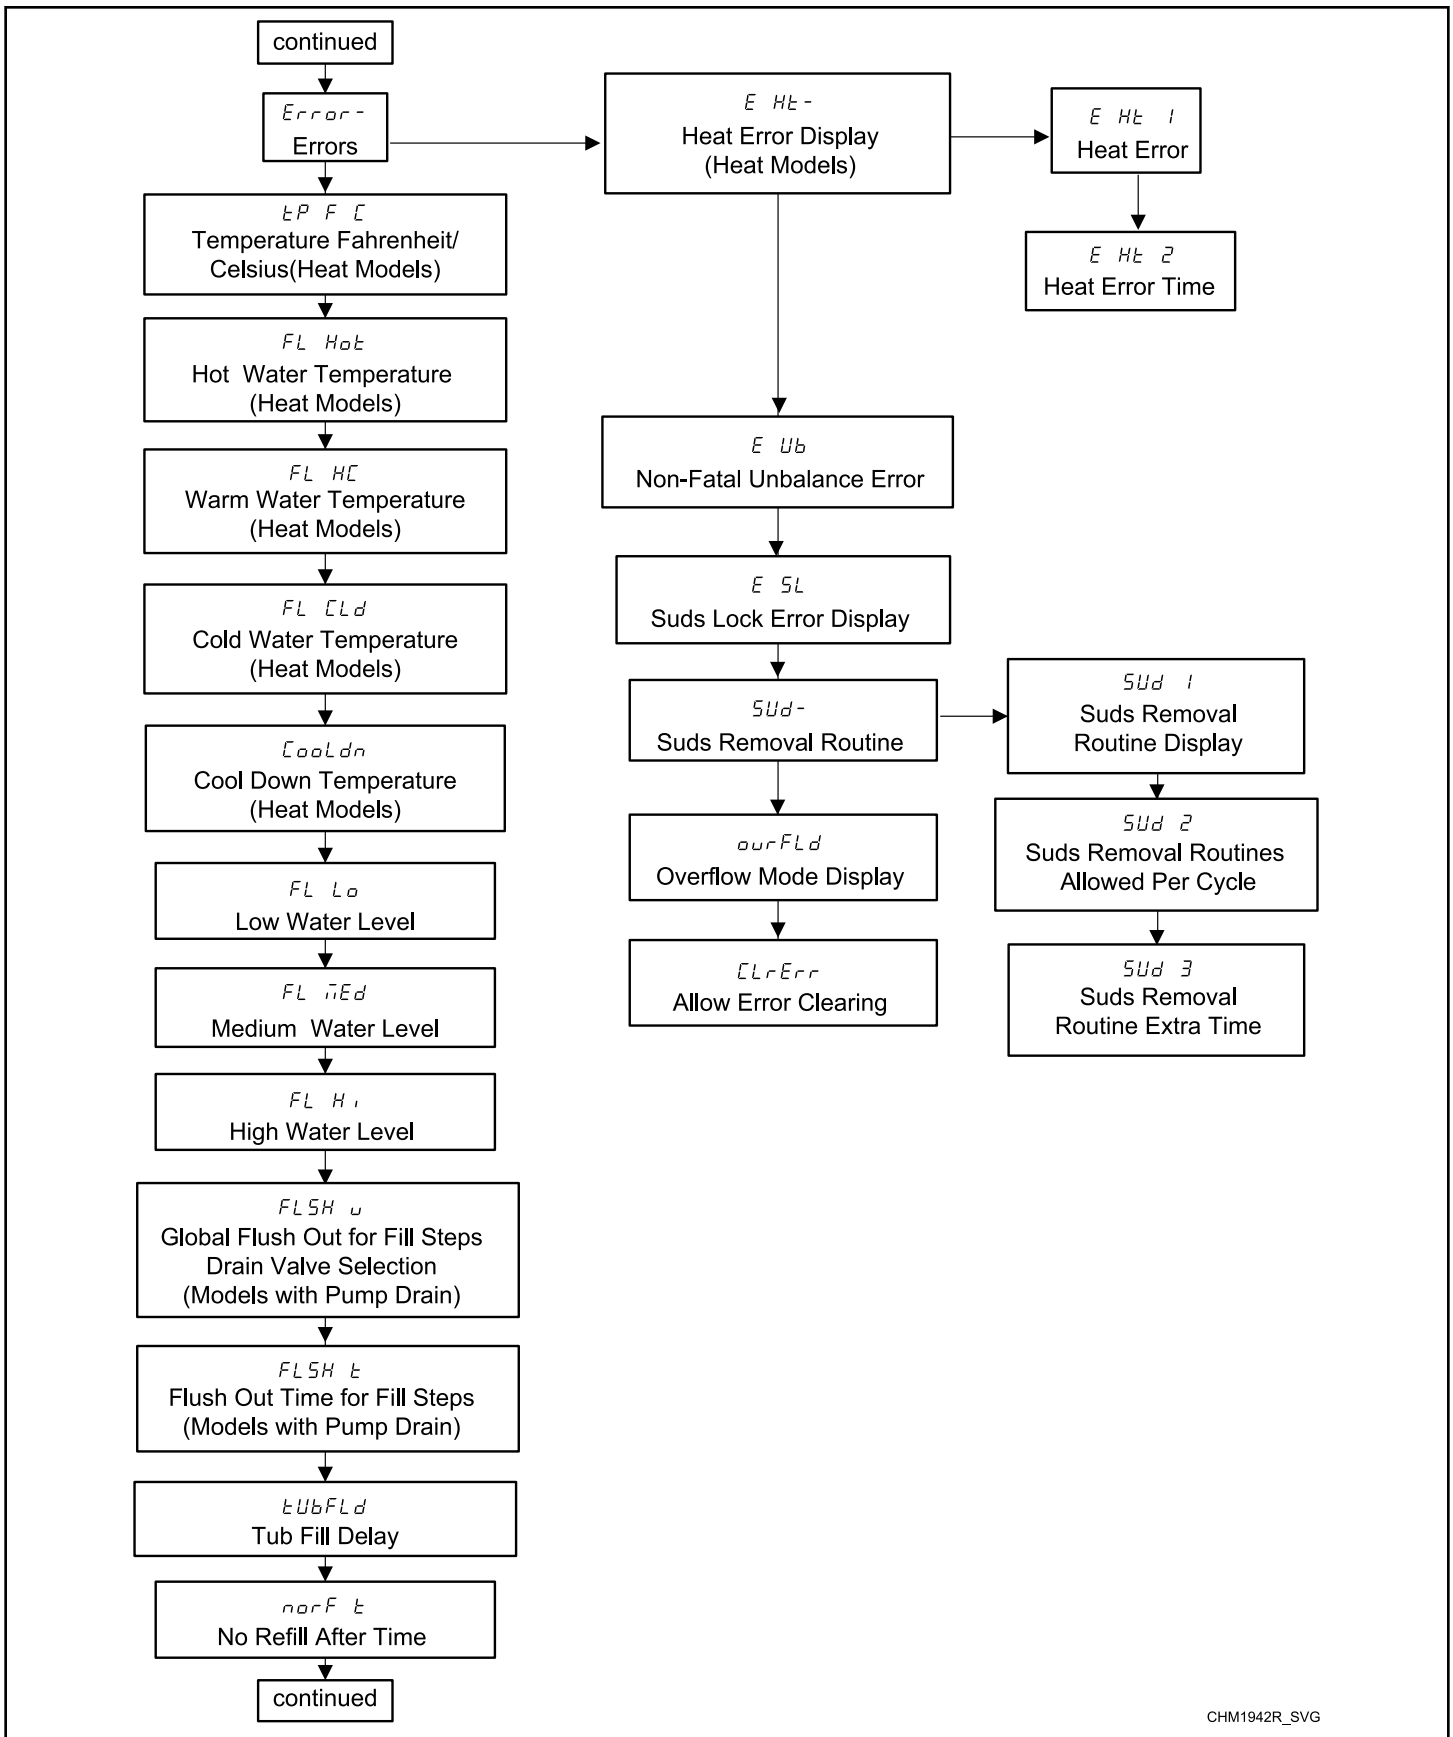 continued
Error-
Errors
tP F C
Temperature Fahrenheit/
Celsius(Heat Models)
FL Hot
Hot Water Temperature
(Heat Models)
FL HC
Warm Water Temperature
(Heat Models)
FL CLd
Cold Water Temperature
(Heat Models)
CooLdn
Cool Down Temperature
(Heat Models)
FL Lo
Low Water Level
FL MEd
Medium Water Level
FL Hi
High Water Level
FLSH v
Global Flush Out for Fill Steps
Drain Valve Selection
(Models with Pump Drain)
FLSH t
Flush Out Time for Fill Steps
(Models with Pump Drain)
tUbFLd
Tub Fill Delay
norF t
No Refill After Time
continued
E Ht-
Heat Error Display
(Heat Models)
E Ub
Non-Fatal Unbalance Error
E SL
Suds Lock Error Display
SUd-
Suds Removal Routine
ovrFLd
Overflow Mode Display
CLrErr
Allow Error Clearing
E Ht 1
Heat Error
E Ht 2
Heat Error Time
SUd 1
Suds Removal
Routine Display
SUd 2
Suds Removal Routines
Allowed Per Cycle
SUd 3
Suds Removal
Routine Extra Time
CHM1942R_SVG